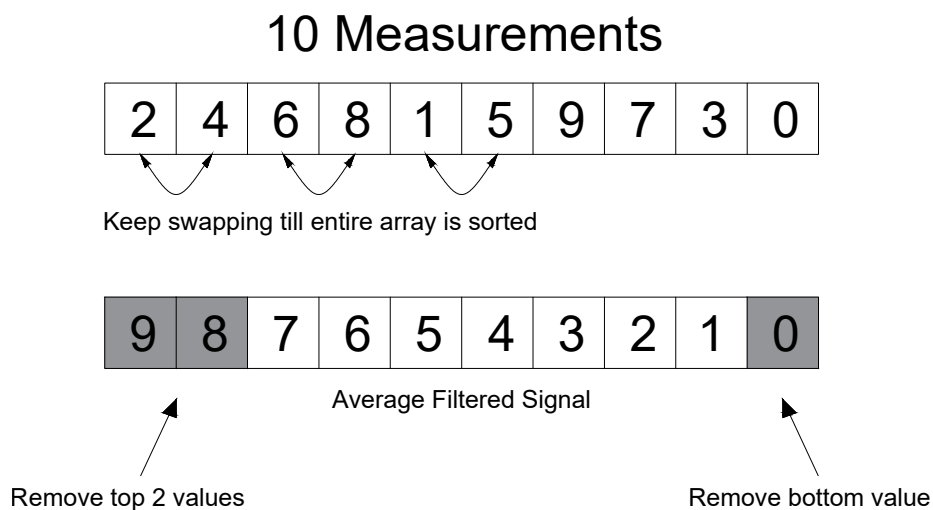 10 Measurements
2 4 6 8 1 5 9 7 3 0
Keep swapping till entire array is sorted
9 8 7 6 5 4 3 2 1 0
Average Filtered Signal
Remove top 2 values
Remove bottom value